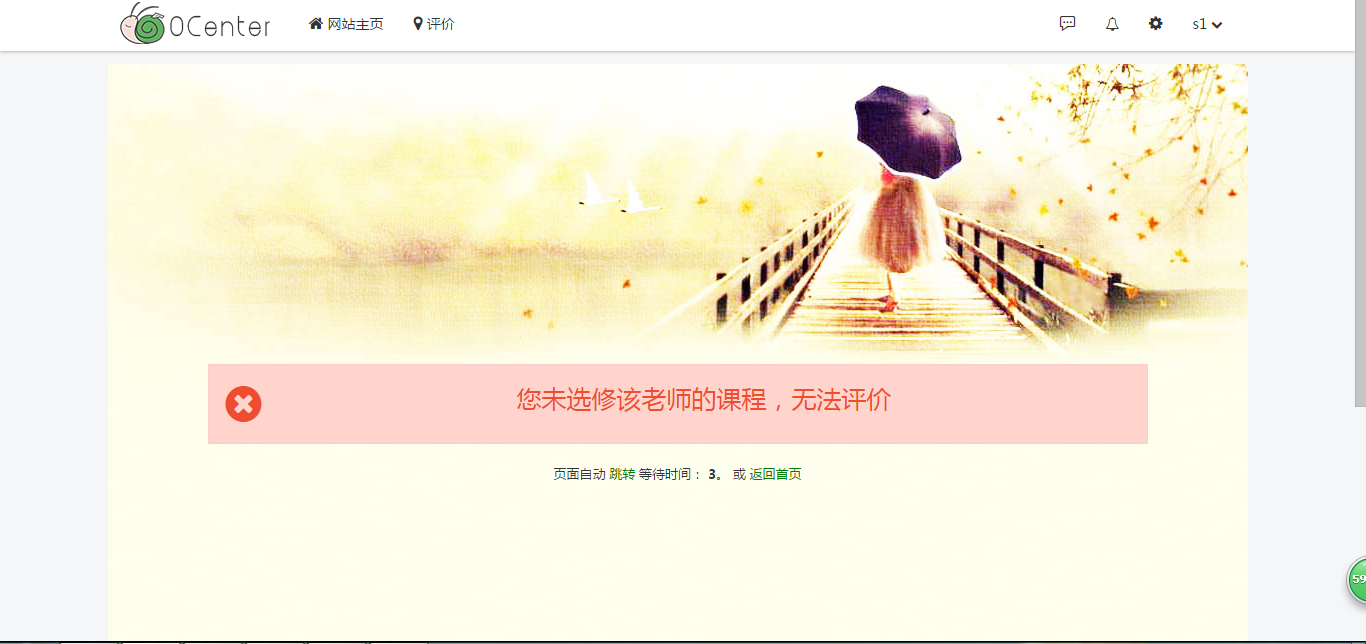 OCenter 网站主页 评价 s1
您未选修该老师的课程，无法评价
页面自动 跳转 等待时间： 3。 或 返回首页
59